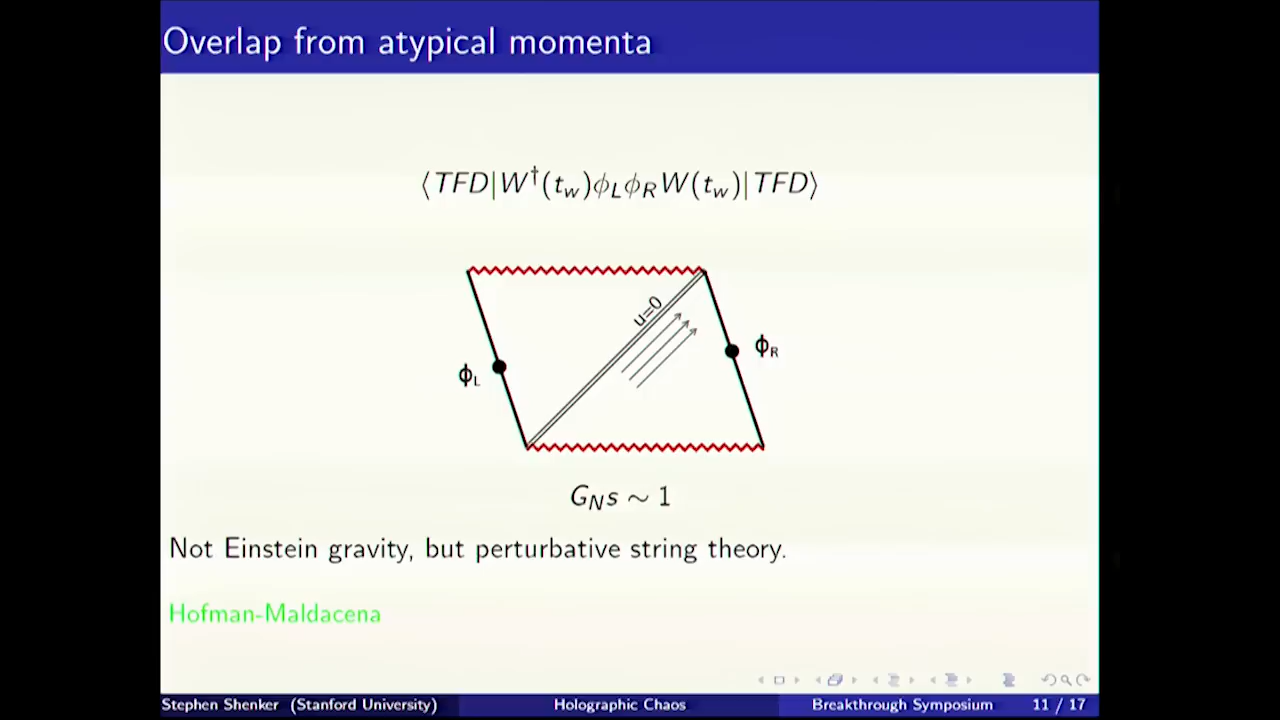 Overlap from atypical momenta
⟨TFD|W†(t_w)ϕ_Lϕ_RW(t_w)|TFD⟩
u=0
ϕ_R
ϕ_L
G_Ns ∼ 1
Not Einstein gravity, but perturbative string theory.
Hofman-Maldacena
Stephen Shenker (Stanford University) Holographic Chaos Breakthrough Symposium 11 / 17